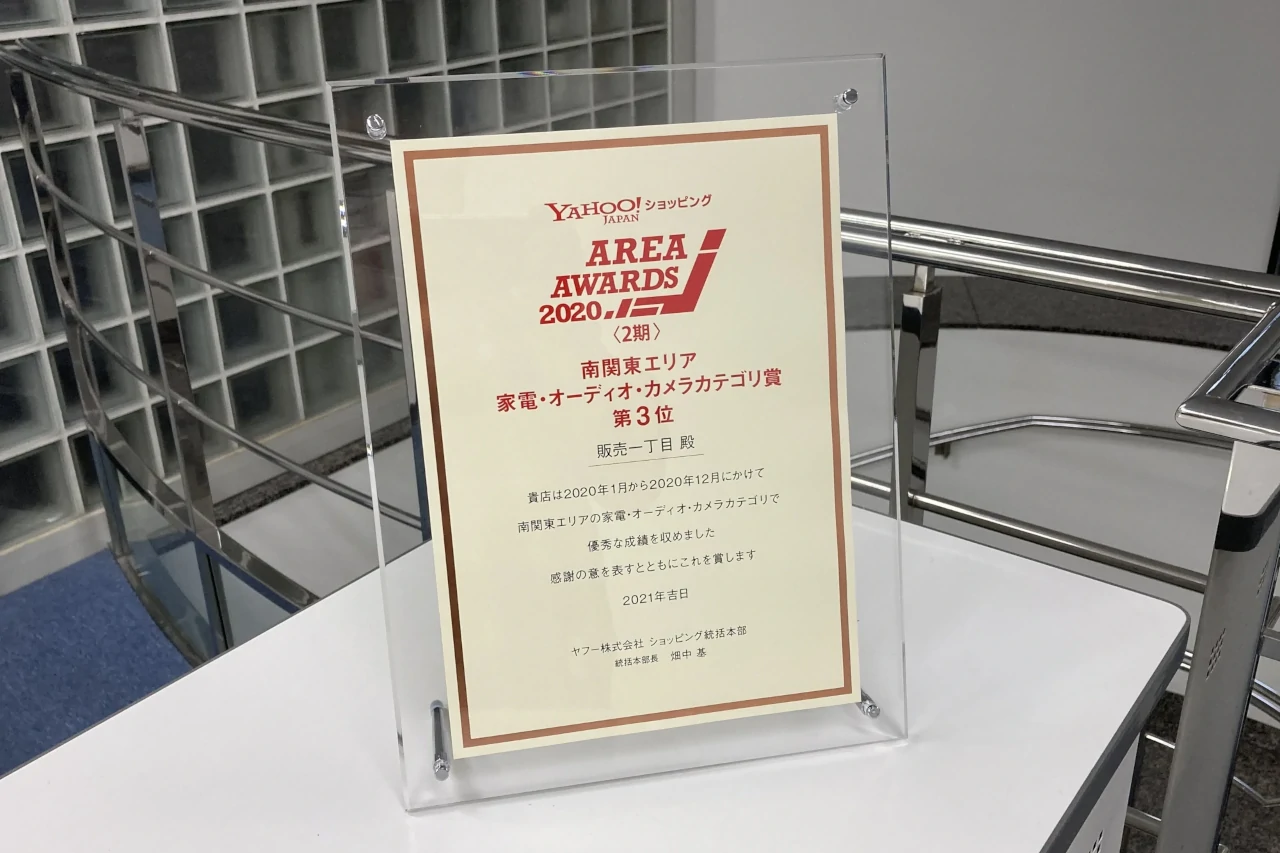 YAHOO! ショッピング
JAPAN
AREA
AWARDS
2020
〈2期〉
南関東エリア
家電・オーディオ・カメラカテゴリ賞
第3位
販売一丁目 殿
貴店は2020年1月から2020年12月にかけて
南関東エリアの家電・オーディオ・カメラカテゴリで
優秀な成績を収めました
感謝の意を表すとともにこれを賞します
2021年吉日
ヤフー株式会社 ショッピング統括本部
統括本部長 畑中 基